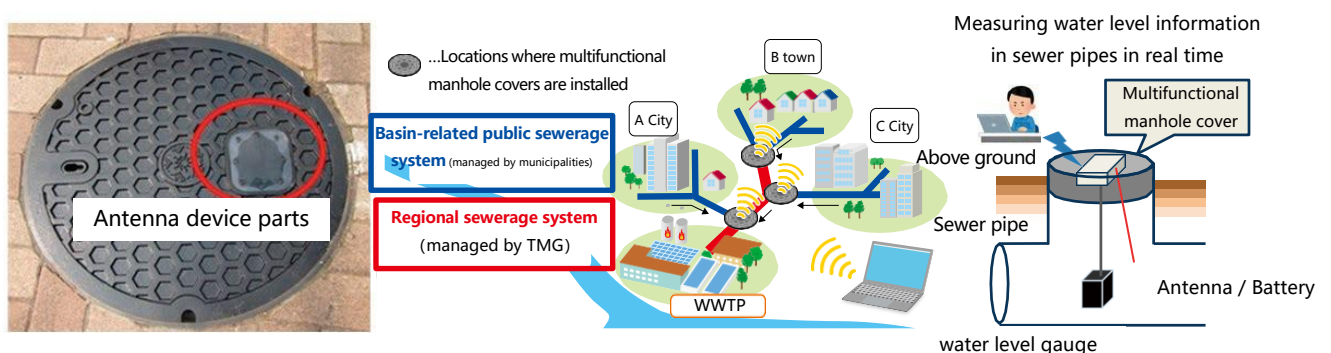 Antenna device parts
...Locations where multifunctional
manhole covers are installed
Basin-related public sewerage
system (managed by municipalities)
Regional sewerage system
(managed by TMG)
B town
A City
C City
WWTP
Measuring water level information
in sewer pipes in real time
Multifunctional
manhole cover
Above ground
Sewer pipe
Antenna / Battery
water level gauge